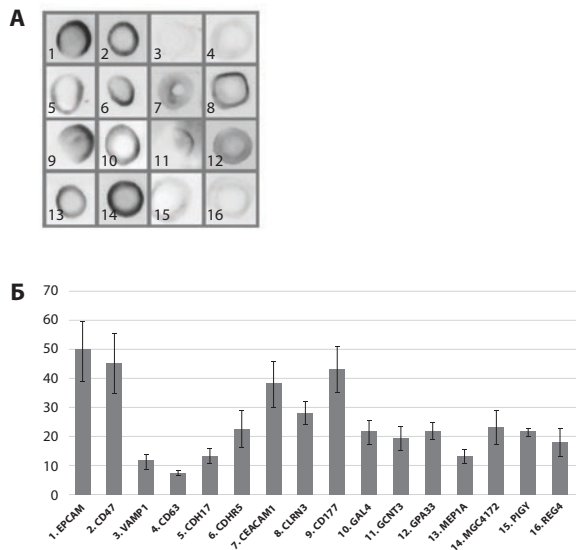 А
1 2 3 4
5 6 7 8
9 10 11 12
13 14 15 16
Б
70
60
50
40
30
20
10
0
1. EPCAM
2. CD47
3. VAMP1
4. CD63
5. CDH17
6. CDHR5
7. CEACAM1
8. CLRN3
9. CD177
10. GAL4
11. GCNT3
12. GPA33
13. MEP1A
14. MGC4172
15. PIGY
16. REG4